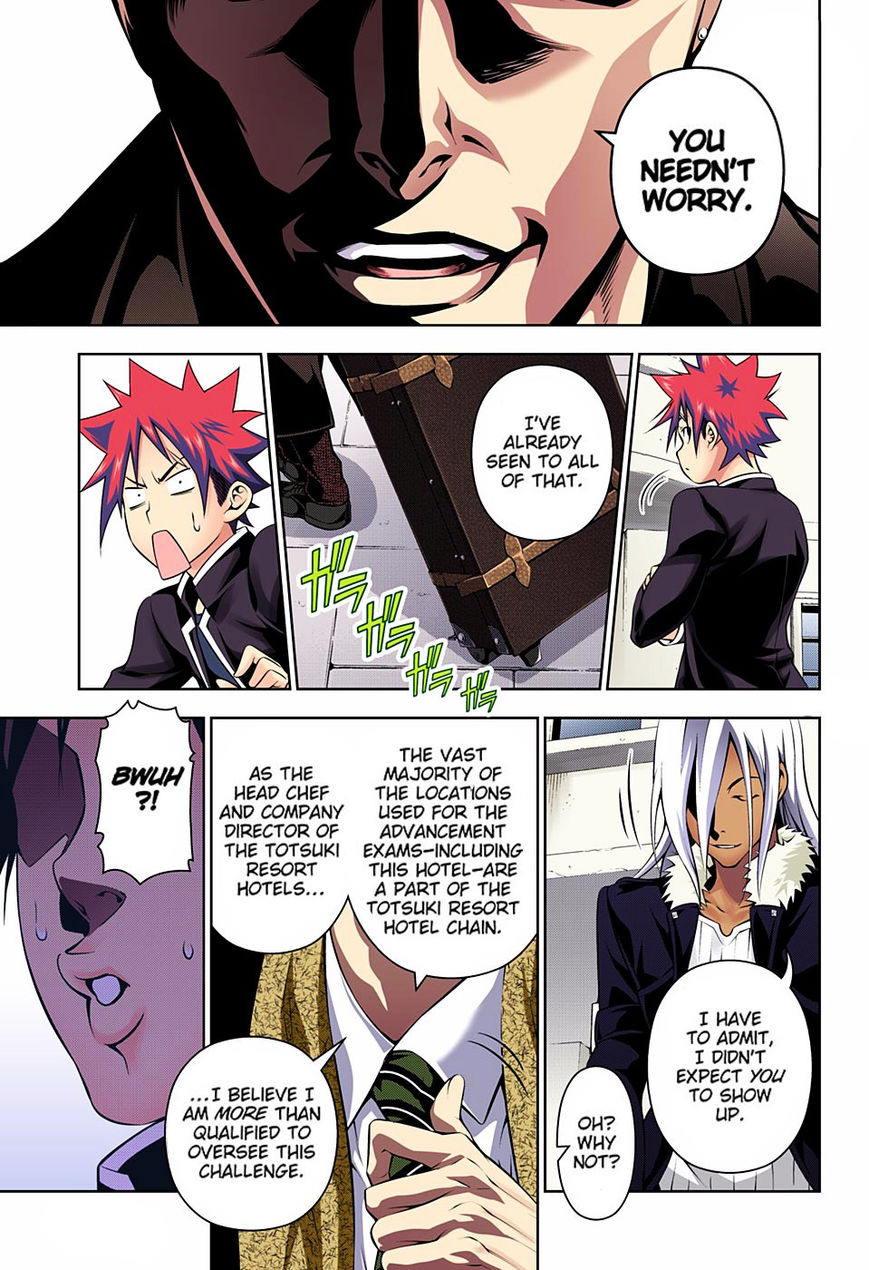 YOU
NEEDN'T
WORRY.
I'VE
ALREADY
SEEN TO ALL
OF THAT.
ガラ
ガラ
ガラ
ガラ
I HAVE
TO ADMIT,
I DIDN'T
EXPECT YOU
TO SHOW
UP.
OH?
WHY
NOT?
THE VAST
MAJORITY OF
THE LOCATIONS
USED FOR THE
ADVANCEMENT
EXAMS-INCLUDING
THIS HOTEL-ARE
A PART OF THE
TOTSUKI RESORT
HOTEL CHAIN.
AS THE
HEAD CHEF
AND COMPANY
DIRECTOR OF
THE TOTSUKI
RESORT
HOTELS...
...I BELIEVE I
AM MORE THAN
QUALIFIED TO
OVERSEE THIS
CHALLENGE.
BWUH
?!